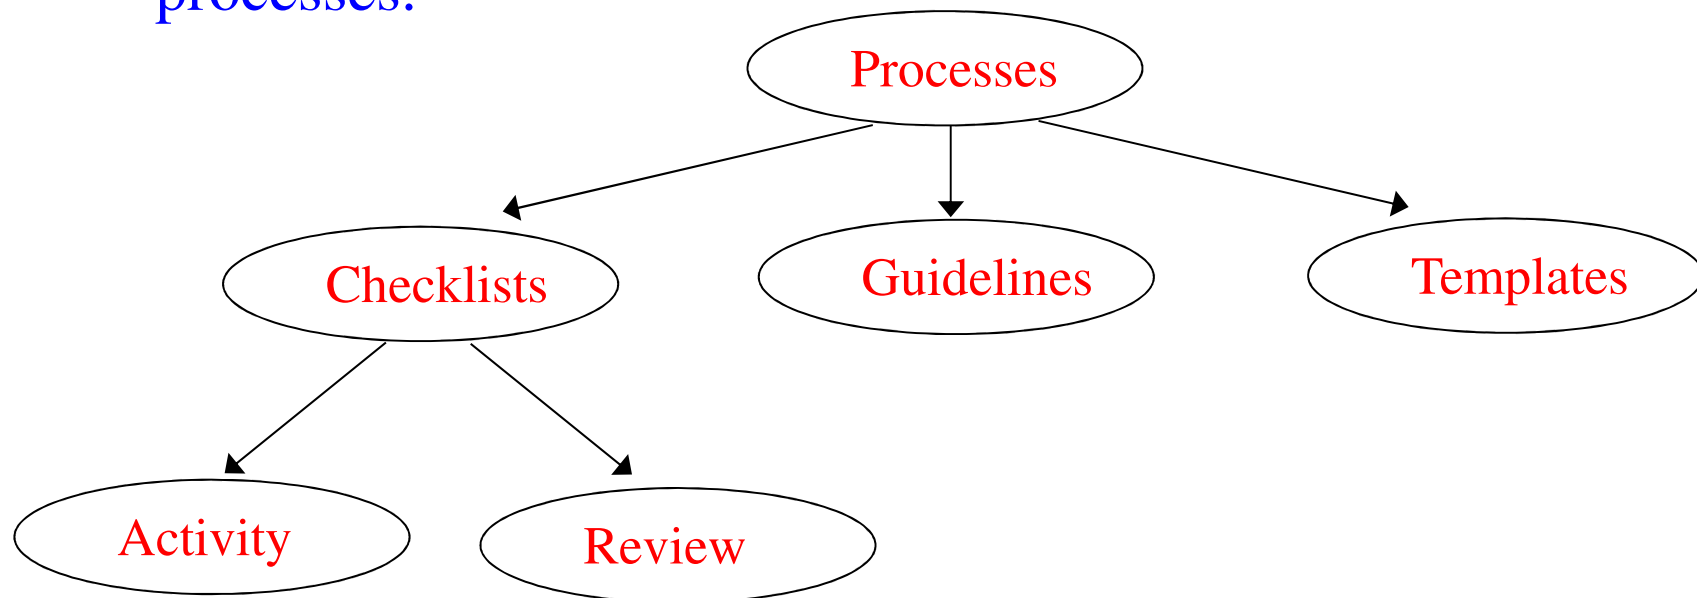 processes.
Processes
Checklists
Guidelines
Templates
Activity
Review